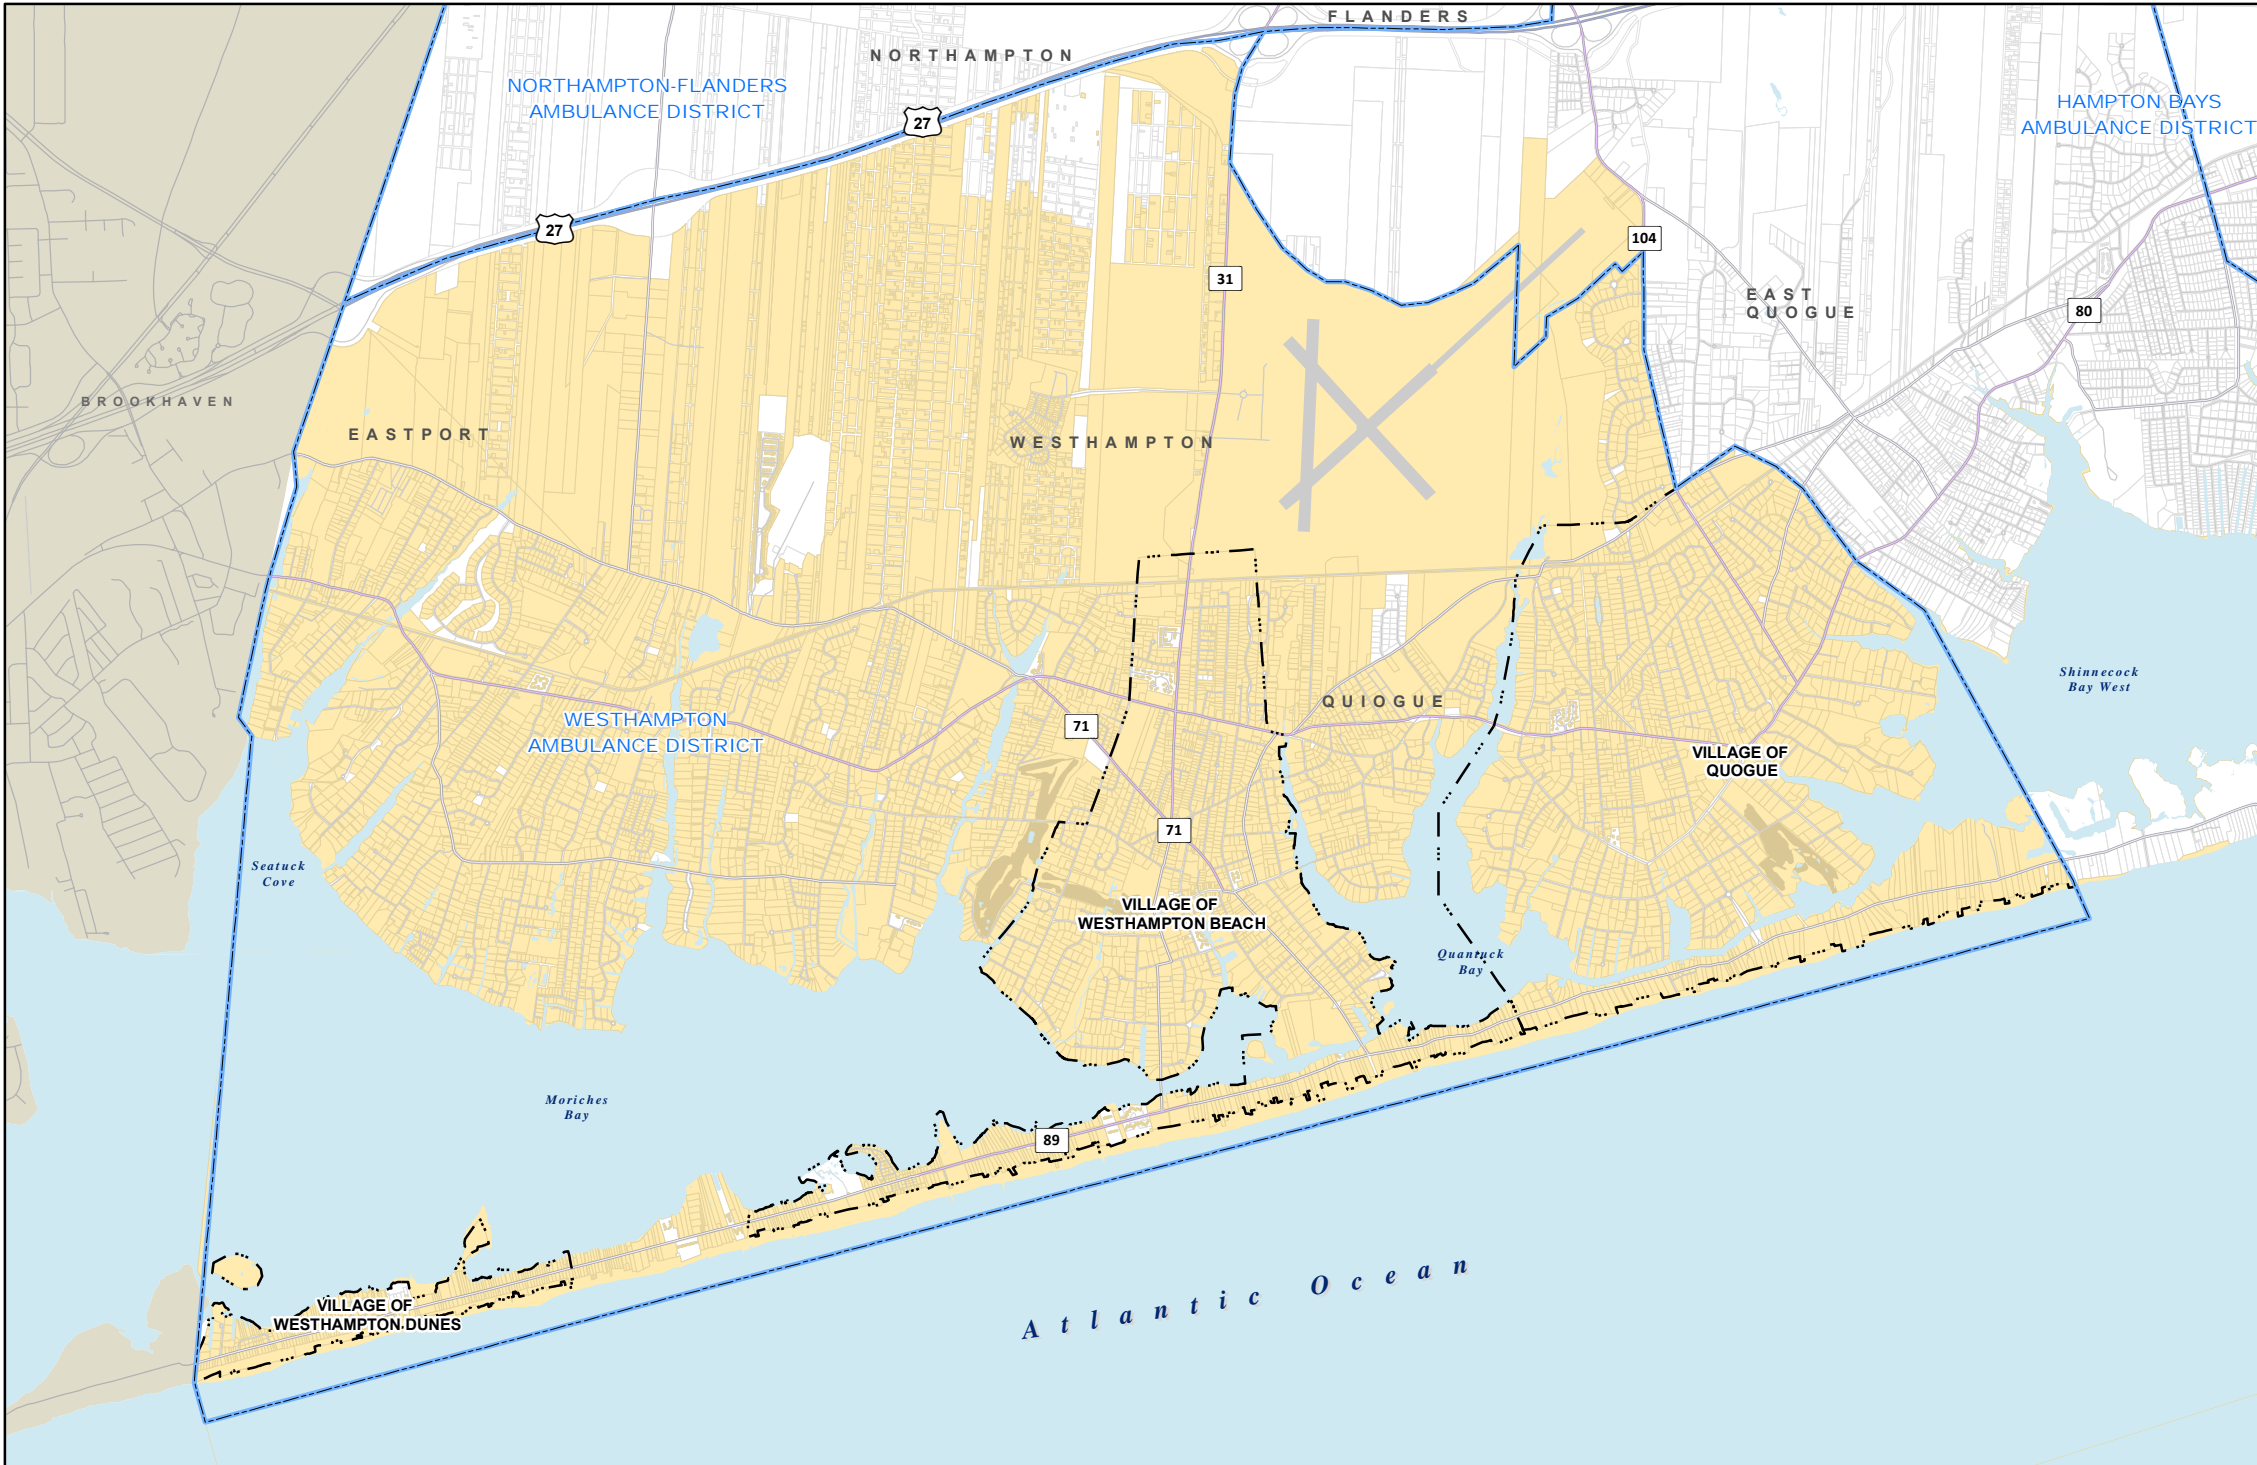 FLANDERS
NORTHAMPTON
NORTHAMPTON-FLANDERS
AMBULANCE DISTRICT
HAMPTON BAYS
AMBULANCE DISTRICT
27
27
104
31
EAST
QUOGUE
80
BROOKHAVEN
EASTPORT
WESTHAMPTON
Shinnecock
Bay West
QUIOGUE
WESTHAMPTON
AMBULANCE DISTRICT
71
VILLAGE OF
QUOGUE
71
Seatuck
Cove
VILLAGE OF
WESTHAMPTON BEACH
Quantuck
Bay
Moriches
Bay
89
Atlantic Ocean
VILLAGE OF
WESTHAMPTON DUNES